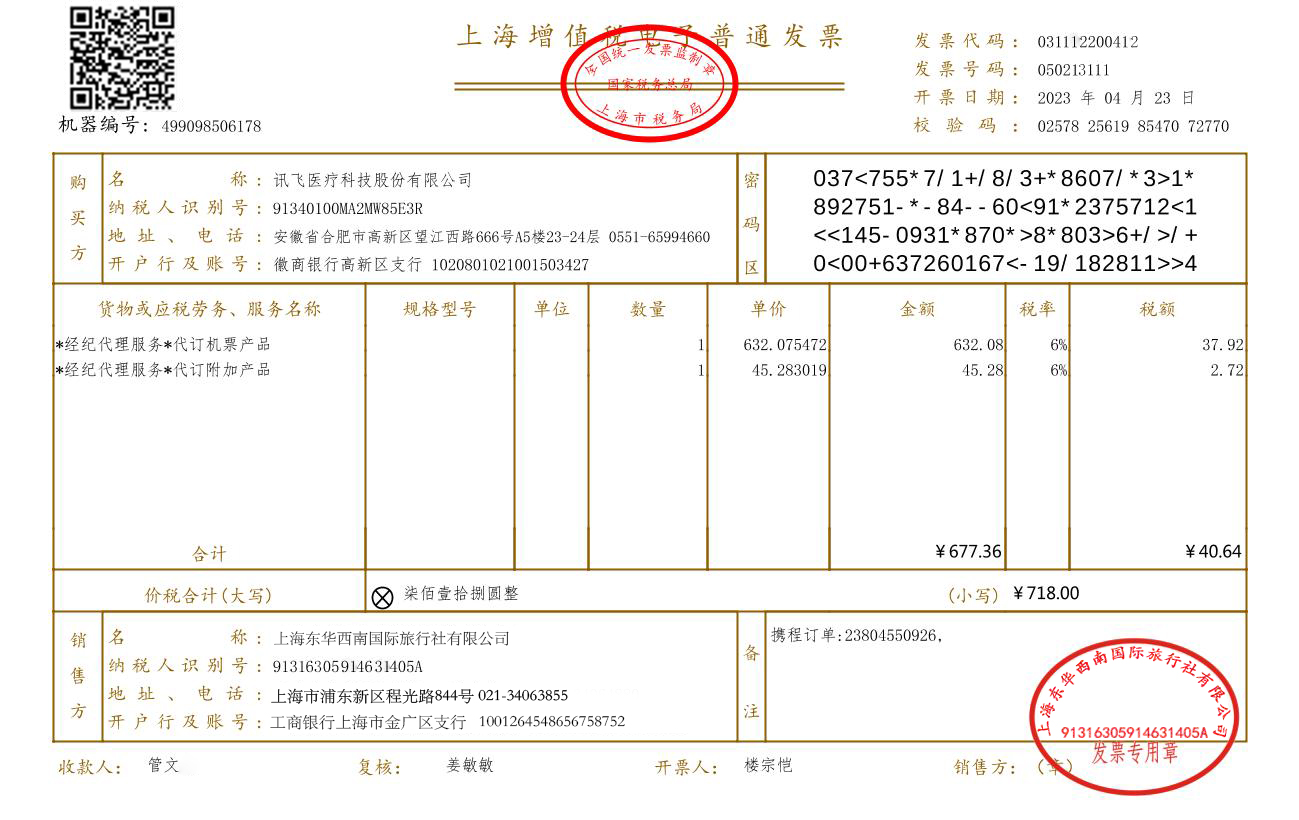 上海增值税电子普通发票
全国统一发票监制章
国家税务总局
上海市税务局
机器编号：499098506178
发票代码：031112200412
发票号码：050213111
开票日期：2023 年 04 月 23 日
校验码：02578 25619 85470 72770
购买方
名称：讯飞医疗科技股份有限公司
纳税人识别号：91340100MA2MW85E3R
地址、电话：安徽省合肥市高新区望江西路666号A5楼23-24层 0551-65994660
开户行及账号：徽商银行高新区支行 1020801021001503427
密码区
037<755*7/1+/8/3+*8607/*3>1*
892751-*-84--60<91*2375712<1
<<145-0931*870*>8*803>6+/>/+
0<00+637260167<-19/182811>>4
货物或应税劳务、服务名称 规格型号 单位 数量 单价 金额 税率 税额
*经纪代理服务*代订机票产品 1 632.075472 632.08 6% 37.92
*经纪代理服务*代订附加产品 1 45.283019 45.28 6% 2.72
合计 ￥677.36 ￥40.64
价税合计(大写) ⊗ 柒佰壹拾捌圆整 (小写) ￥718.00
销售方
名称：上海东华西南国际旅行社有限公司
纳税人识别号：91316305914631405A
地址、电话：上海市浦东新区程光路844号 021-34063855
开户行及账号：工商银行上海市金广区支行 1001264548656758752
备注
携程订单:23804550926,
上海东华西南国际旅行社有限公司
91316305914631405A
发票专用章
收款人：管文 复核：姜敏敏 开票人：楼宗恺 销售方：（章）